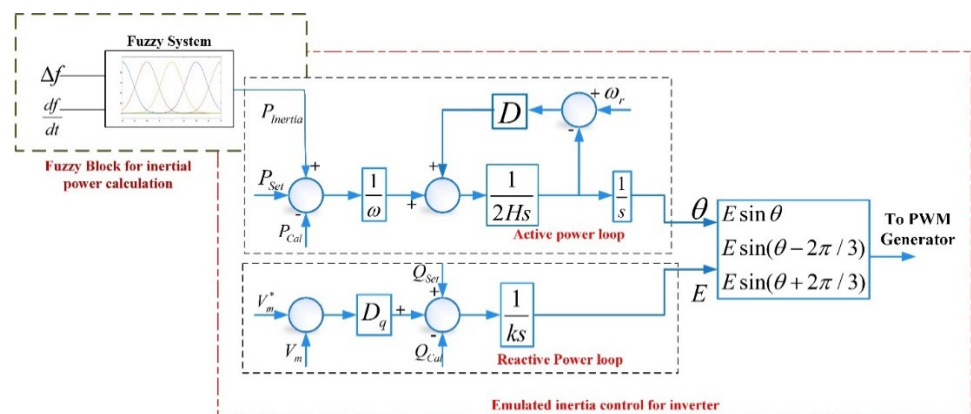 Fuzzy System
Δf
df
dt
Fuzzy Block for inertial
power calculation
P_Inertia
P_Set
+
-
P_Cal
1
ω
+
+
D
+ ω_r
-
1
2Hs
1
s
Active power loop
θ
E
E sin θ
E sin(θ − 2π / 3)
E sin(θ + 2π / 3)
To PWM
Generator
V_m^*
V_m
D_q
+
Q_Set
+
-
Q_Cal
1
ks
Reactive Power loop
Emulated inertia control for inverter